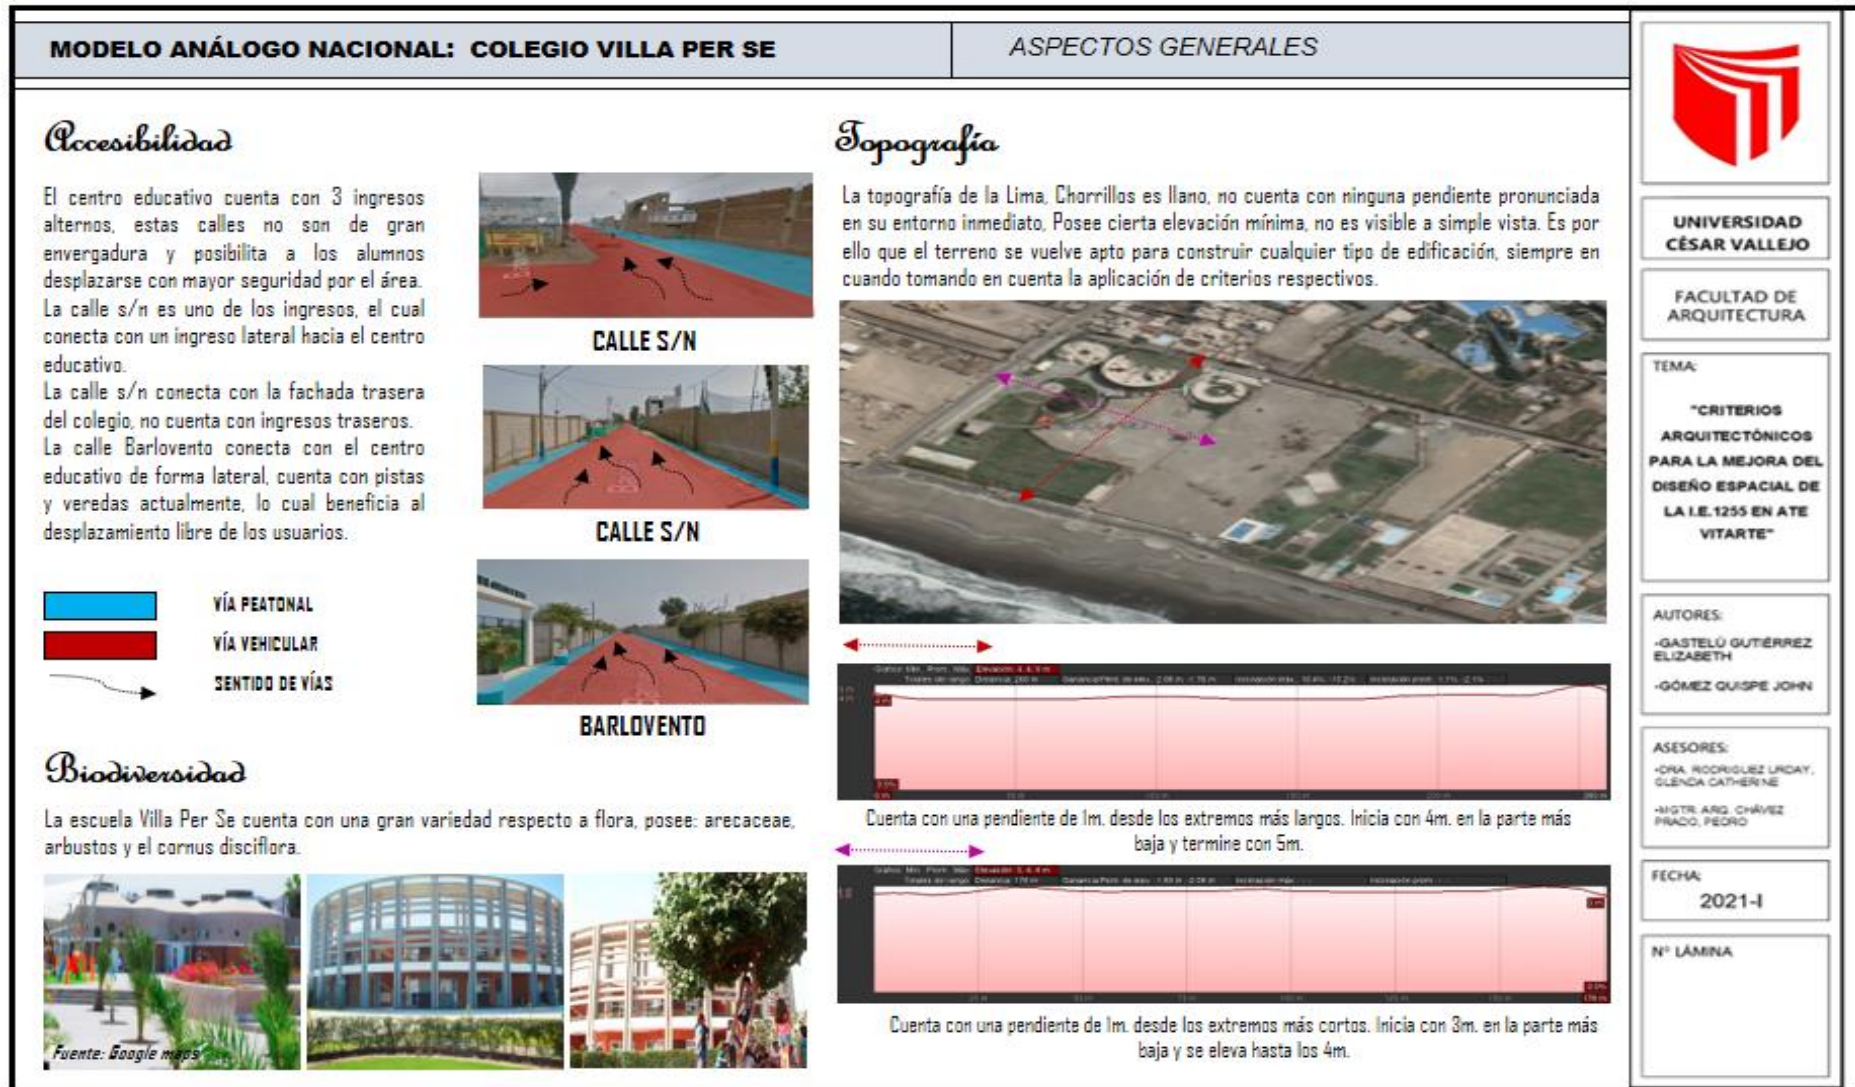 MODELO ANÁLOGO NACIONAL: COLEGIO VILLA PER SE
ASPECTOS GENERALES
Accesibilidad
El centro educativo cuenta con 3 ingresos
alternos, estas calles no son de gran
envergadura y posibilita a los alumnos
desplazarse con mayor seguridad por el área.
La calle s/n es uno de los ingresos, el cual
conecta con un ingreso lateral hacia el centro
educativo.
La calle s/n conecta con la fachada trasera
del colegio, no cuenta con ingresos traseros.
La calle Barlovento conecta con el centro
educativo de forma lateral, cuenta con pistas
y veredas actualmente, lo cual beneficia al
desplazamiento libre de los usuarios.
VÍA PEATONAL
VÍA VEHICULAR
SENTIDO DE VÍAS
CALLE S/N
CALLE S/N
BARLOVENTO
Biodiversidad
La escuela Villa Per Se cuenta con una gran variedad respecto a flora, posee: arecaceae,
arbustos y el cornus disciflora.
Fuente: Google maps
Topografía
La topografía de la Lima, Chorrillos es llano, no cuenta con ninguna pendiente pronunciada
en su entorno inmediato, Posee cierta elevación mínima, no es visible a simple vista. Es por
ello que el terreno se vuelve apto para construir cualquier tipo de edificación, siempre en
cuando tomando en cuenta la aplicación de criterios respectivos.
Cuenta con una pendiente de 1m. desde los extremos más largos. Inicia con 4m. en la parte más
baja y termine con 5m.
Cuenta con una pendiente de 1m. desde los extremos más cortos. Inicia con 3m. en la parte más
baja y se eleva hasta los 4m.
UNIVERSIDAD
CÉSAR VALLEJO
FACULTAD DE
ARQUITECTURA
TEMA:
"CRITERIOS
ARQUITECTÓNICOS
PARA LA MEJORA DEL
DISEÑO ESPACIAL DE
LA I.E.1255 EN ATE
VITARTE"
AUTORES:
-GASTELÚ GUTIÉRREZ
ELIZABETH
-GÓMEZ QUISPE JOHN
ASESORES:
-DRA. RODRIGUEZ URDAY,
GLENDA CATHERINE
-MGTR. ARQ. CHÁVEZ
PRADO, PEDRO
FECHA:
2021-I
N° LÁMINA